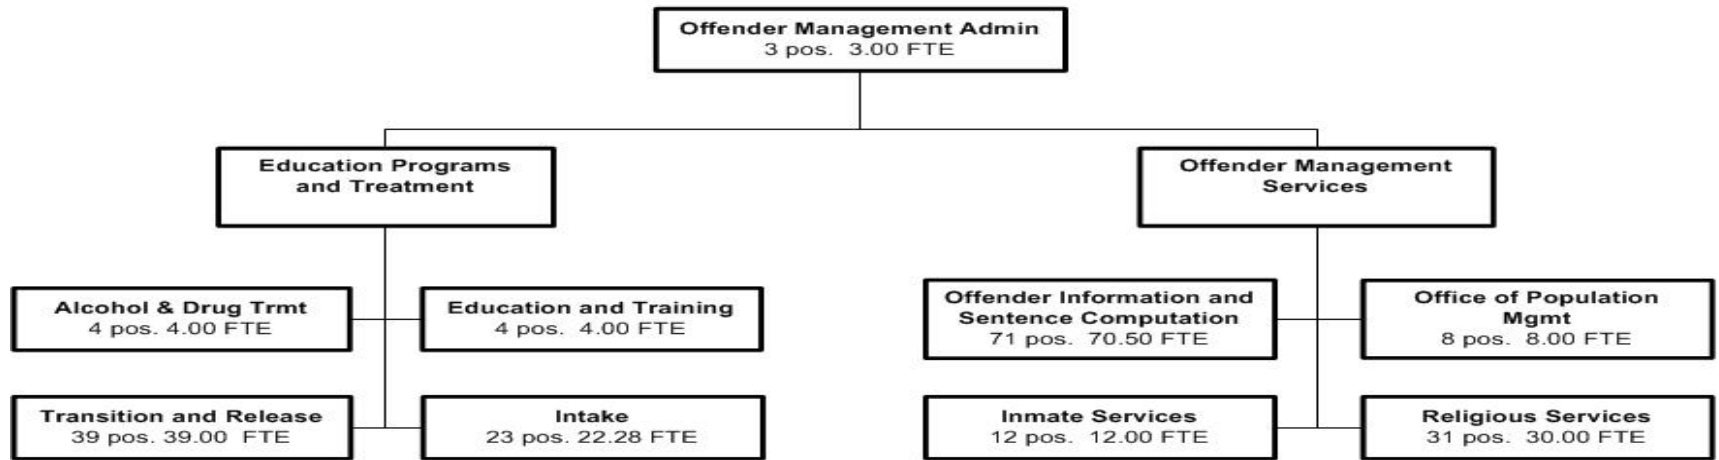 Offender Management Admin
3 pos.  3.00 FTE
Education Programs
and Treatment
Offender Management
Services
Alcohol & Drug Trmt
4 pos. 4.00 FTE
Education and Training
4 pos.  4.00 FTE
Offender Information and
Sentence Computation
71 pos.  70.50 FTE
Office of Population
Mgmt
8 pos.  8.00 FTE
Transition and Release
39 pos. 39.00  FTE
Intake
23 pos. 22.28 FTE
Inmate Services
12 pos.  12.00 FTE
Religious Services
31 pos.  30.00 FTE